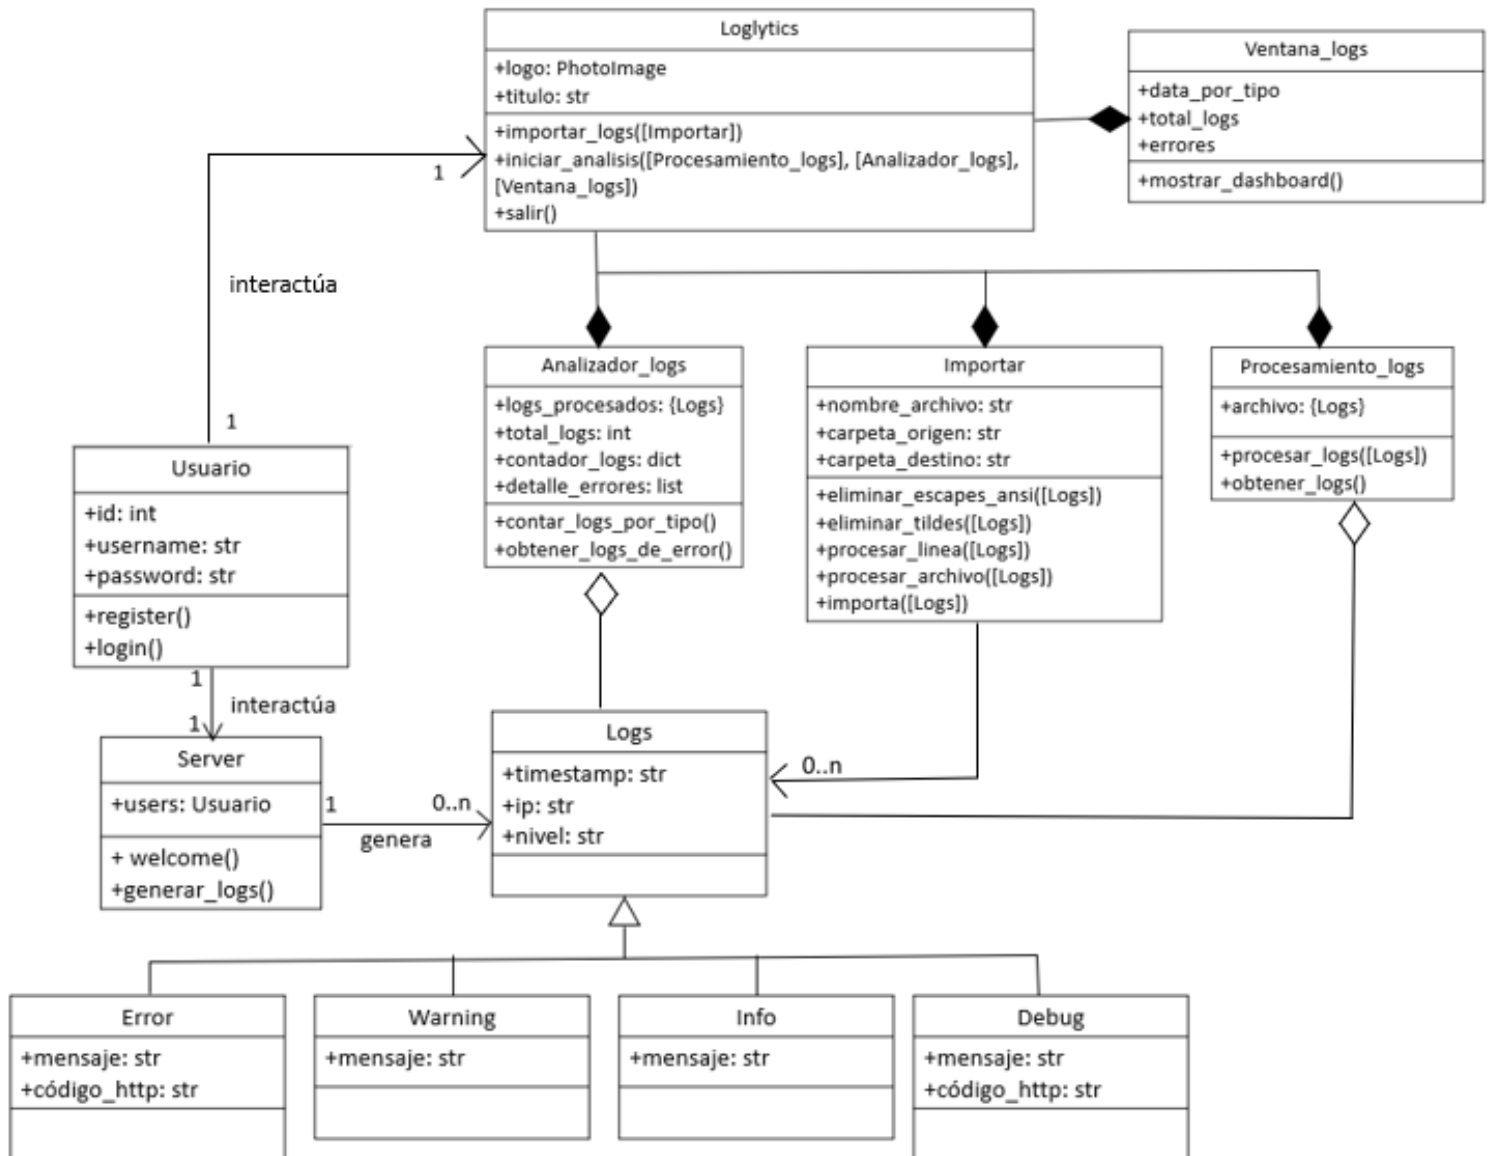 Loglytics
+logo: PhotoImage
+titulo: str
+importar_logs([Importar])
+iniciar_analisis([Procesamiento_logs], [Analizador_logs],
[Ventana_logs])
+salir()
Ventana_logs
+data_por_tipo
+total_logs
+errores
+mostrar_dashboard()
1
interactúa
1
Analizador_logs
+logs_procesados: {Logs}
+total_logs: int
+contador_logs: dict
+detalle_errores: list
+contar_logs_por_tipo()
+obtener_logs_de_error()
Importar
+nombre_archivo: str
+carpeta_origen: str
+carpeta_destino: str
+eliminar_escapes_ansi([Logs])
+eliminar_tildes([Logs])
+procesar_linea([Logs])
+procesar_archivo([Logs])
+importa([Logs])
Procesamiento_logs
+archivo: {Logs}
+procesar_logs([Logs])
+obtener_logs()
Usuario
+id: int
+username: str
+password: str
+register()
+login()
1
interactúa
1
Server
+users: Usuario
+ welcome()
+generar_logs()
1
0..n
genera
Logs
+timestamp: str
+ip: str
+nivel: str
0..n
Error
+mensaje: str
+código_http: str
Warning
+mensaje: str
Info
+mensaje: str
Debug
+mensaje: str
+código_http: str